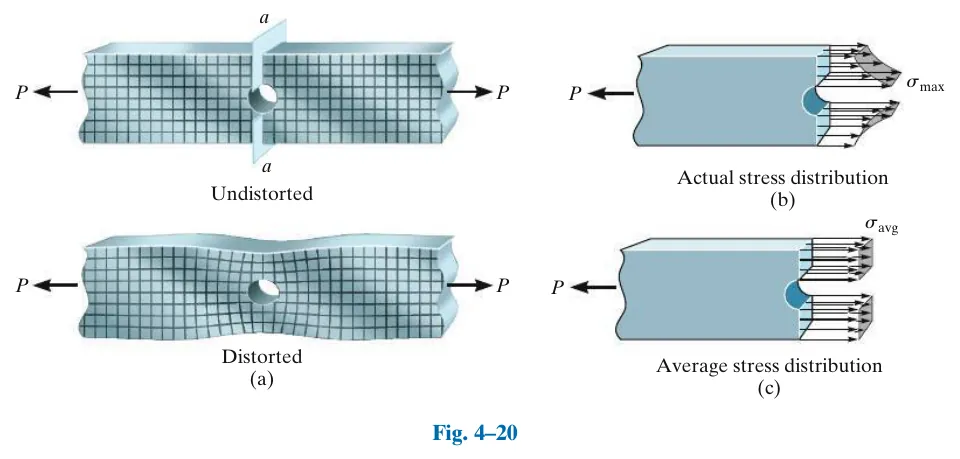 a
P
P
a
Undistorted
P
P
Distorted
(a)
P
σmax
Actual stress distribution
(b)
σavg
P
Average stress distribution
(c)
Fig. 4–20